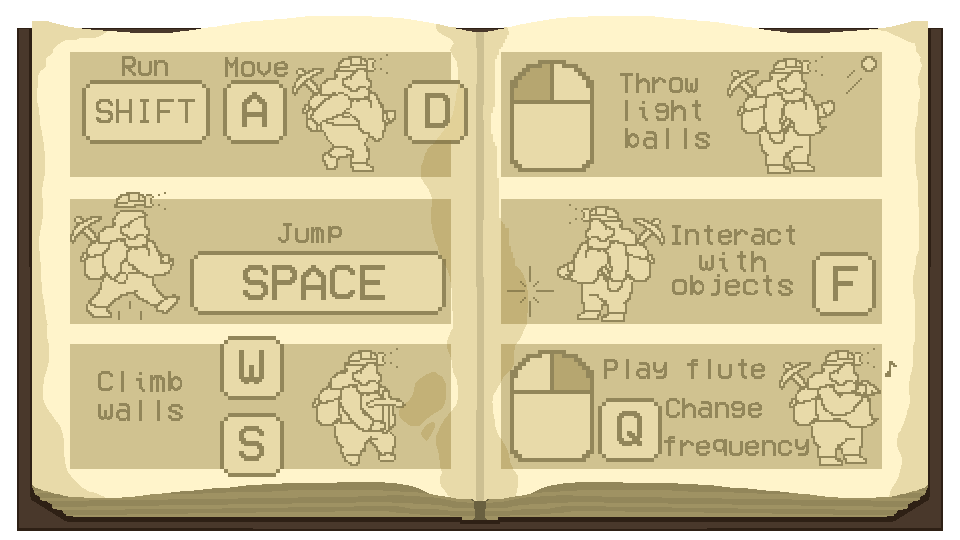 Run
Move
SHIFT
A
D
Jump
SPACE
Climb
walls
W
S
Throw
light
balls
Interact
with
objects
F
Play flute
Q
Change
frequency